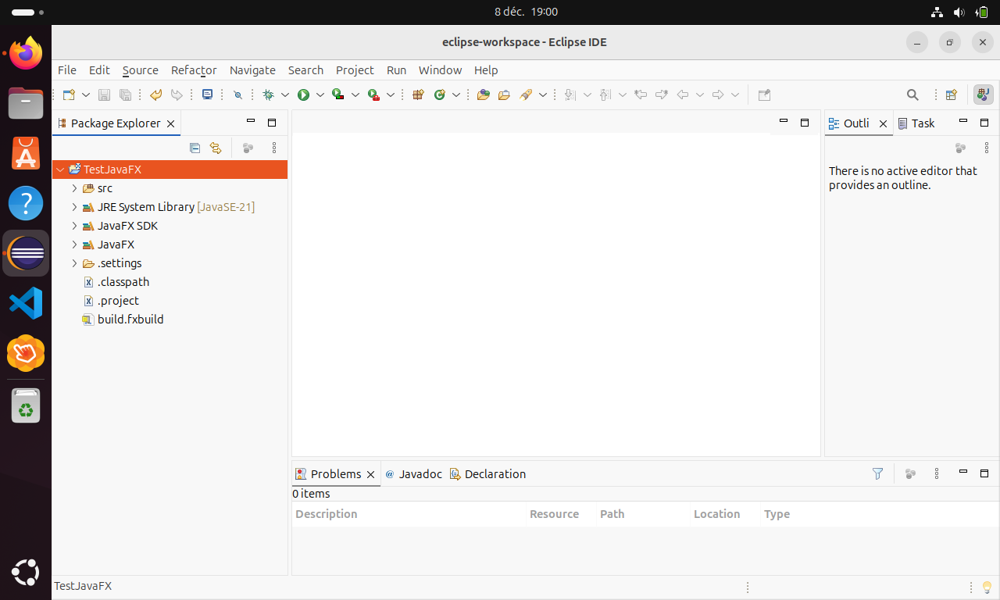 8 déc. 19:00
eclipse-workspace - Eclipse IDE
File Edit Source Refactor Navigate Search Project Run Window Help
Package Explorer
Outli
Task
TestJavaFX
src
JRE System Library [JavaSE-21]
JavaFX SDK
JavaFX
.settings
.classpath
.project
build.fxbuild
There is no active editor that
provides an outline.
Problems
Javadoc
Declaration
0 items
Description Resource Path Location Type
TestJavaFX